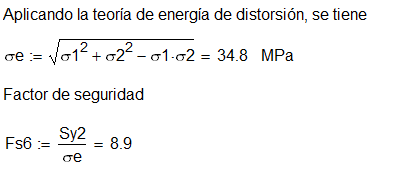 Aplicando la teoría de energía de distorsión, se tiene
σe := √(σ1² + σ2² − σ1·σ2) = 34.8 MPa
Factor de seguridad
Fs6 := Sy2/σe = 8.9